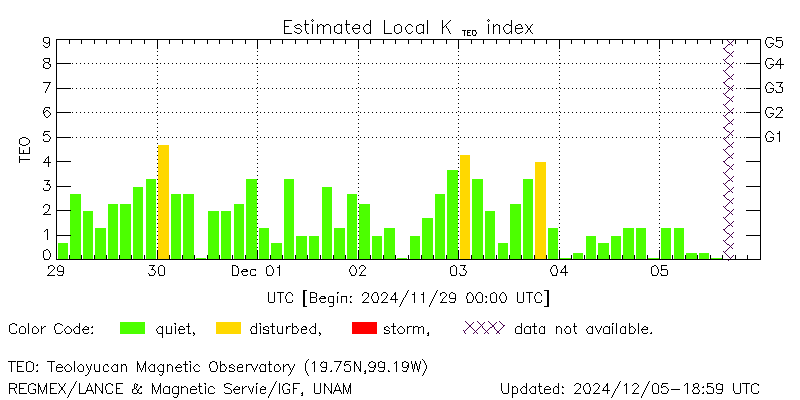 Estimated Local K TEO index
9 G5
8 G4
7 G3
6 G2
5 G1
4
3
2
1
0
TEO
29 30 Dec 01 02 03 04 05
UTC [Begin: 2024/11/29 00:00 UTC]
Color Code: quiet, disturbed, storm, data not available.
TEO: Teoloyucan Magnetic Observatory (19.75N,99.19W)
REGMEX/LANCE & Magnetic Servie/IGF, UNAM Updated: 2024/12/05-18:59 UTC